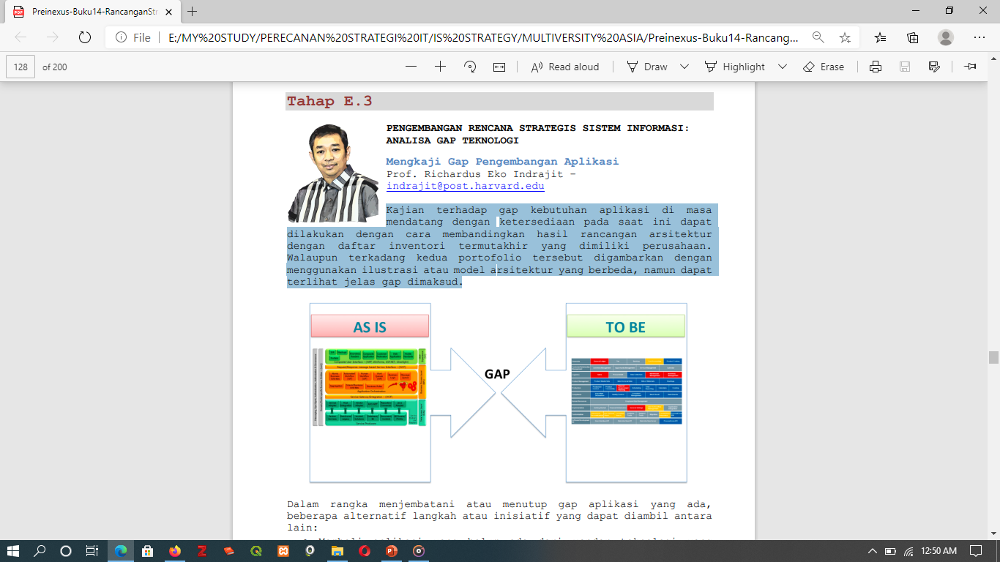 Preinexus-Buku14-RancanganStr
File
E:/MY%20STUDY/PERECANAN%20STRATEGI%20IT/IS%20STRATEGY/MULTIVERSITY%20ASIA/Preinexus-Buku14-Rancang...
128 of 200
Read aloud
Draw
Highlight
Erase
Tahap E.3
PENGEMBANGAN RENCANA STRATEGIS SISTEM INFORMASI:
ANALISA GAP TEKNOLOGI
Mengkaji Gap Pengembangan Aplikasi
Prof. Richardus Eko Indrajit –
indrajit@post.harvard.edu
Kajian terhadap gap kebutuhan aplikasi di masa
mendatang dengan ketersediaan pada saat ini dapat
dilakukan dengan cara membandingkan hasil rancangan arsitektur
dengan daftar inventori termutakhir yang dimiliki perusahaan.
Walaupun terkadang kedua portofolio tersebut digambarkan dengan
menggunakan ilustrasi atau model arsitektur yang berbeda, namun dapat
terlihat jelas gap dimaksud.
AS IS
GAP
TO BE
Dalam rangka menjembatani atau menutup gap aplikasi yang ada,
beberapa alternatif langkah atau inisiatif yang dapat diambil antara
lain:
12:50 AM